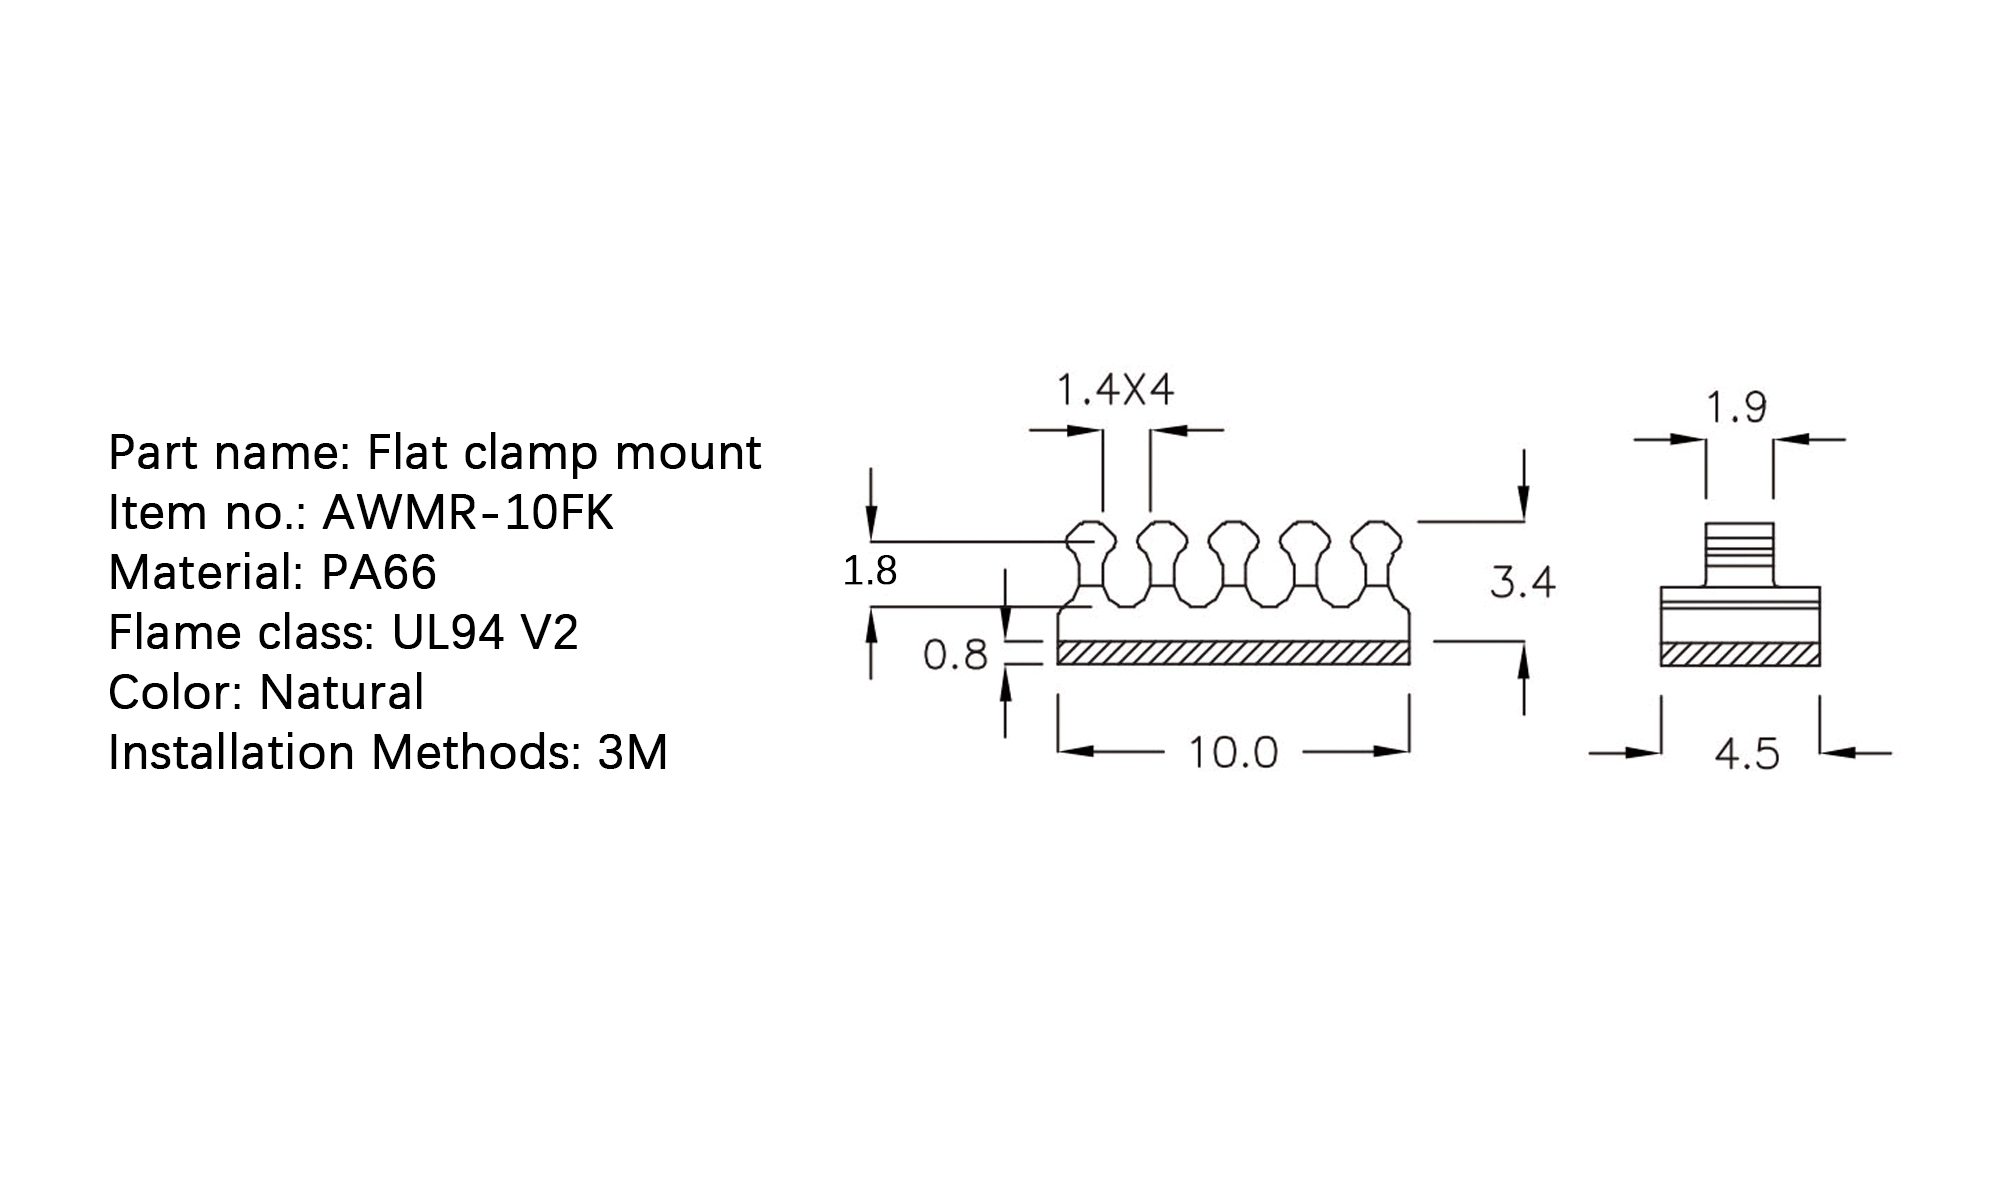 Part name: Flat clamp mount
Item no.: AWMR-10FK
Material: PA66
Flame class: UL94 V2
Color: Natural
Installation Methods: 3M
1.4X4
1.8
0.8
10.0
3.4
1.9
4.5